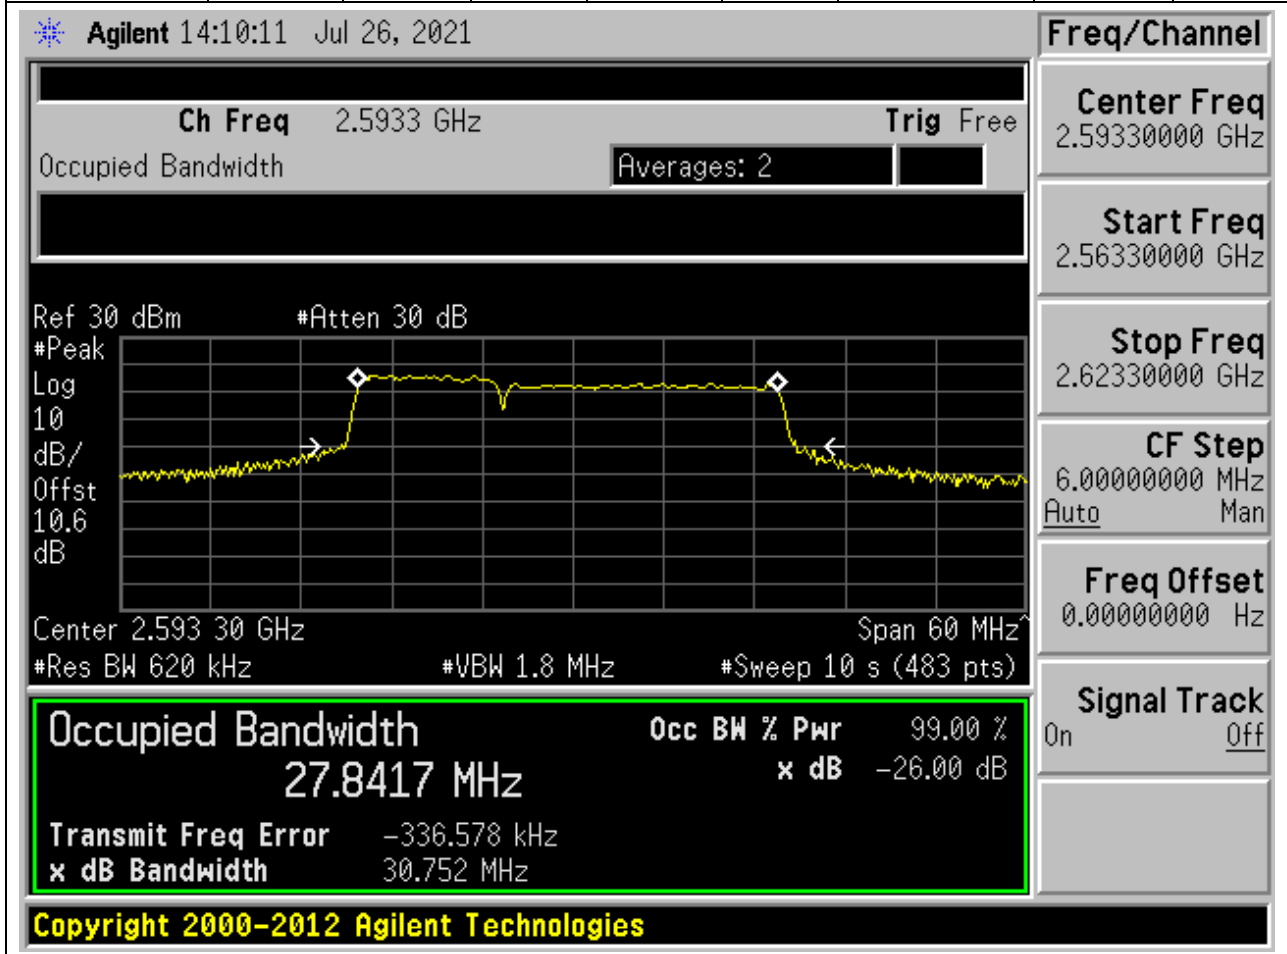 Agilent 14:10:11 Jul 26, 2021
Freq/Channel
Ch Freq 2.5933 GHz
Trig Free
Occupied Bandwidth
Averages: 2
Center Freq
2.59330000 GHz
Start Freq
2.56330000 GHz
Stop Freq
2.62330000 GHz
CF Step
6.00000000 MHz
Auto Man
Freq Offset
0.00000000 Hz
Signal Track
On Off
Ref 30 dBm #Atten 30 dB
#Peak
Log
10
dB/
Offst
10.6
dB
Center 2.593 30 GHz Span 60 MHz^
#Res BW 620 kHz #VBW 1.8 MHz #Sweep 10 s (483 pts)
Occupied Bandwidth
27.8417 MHz
Occ BW % Pwr 99.00 %
x dB -26.00 dB
Transmit Freq Error -336.578 kHz
x dB Bandwidth 30.752 MHz
Copyright 2000-2012 Agilent Technologies